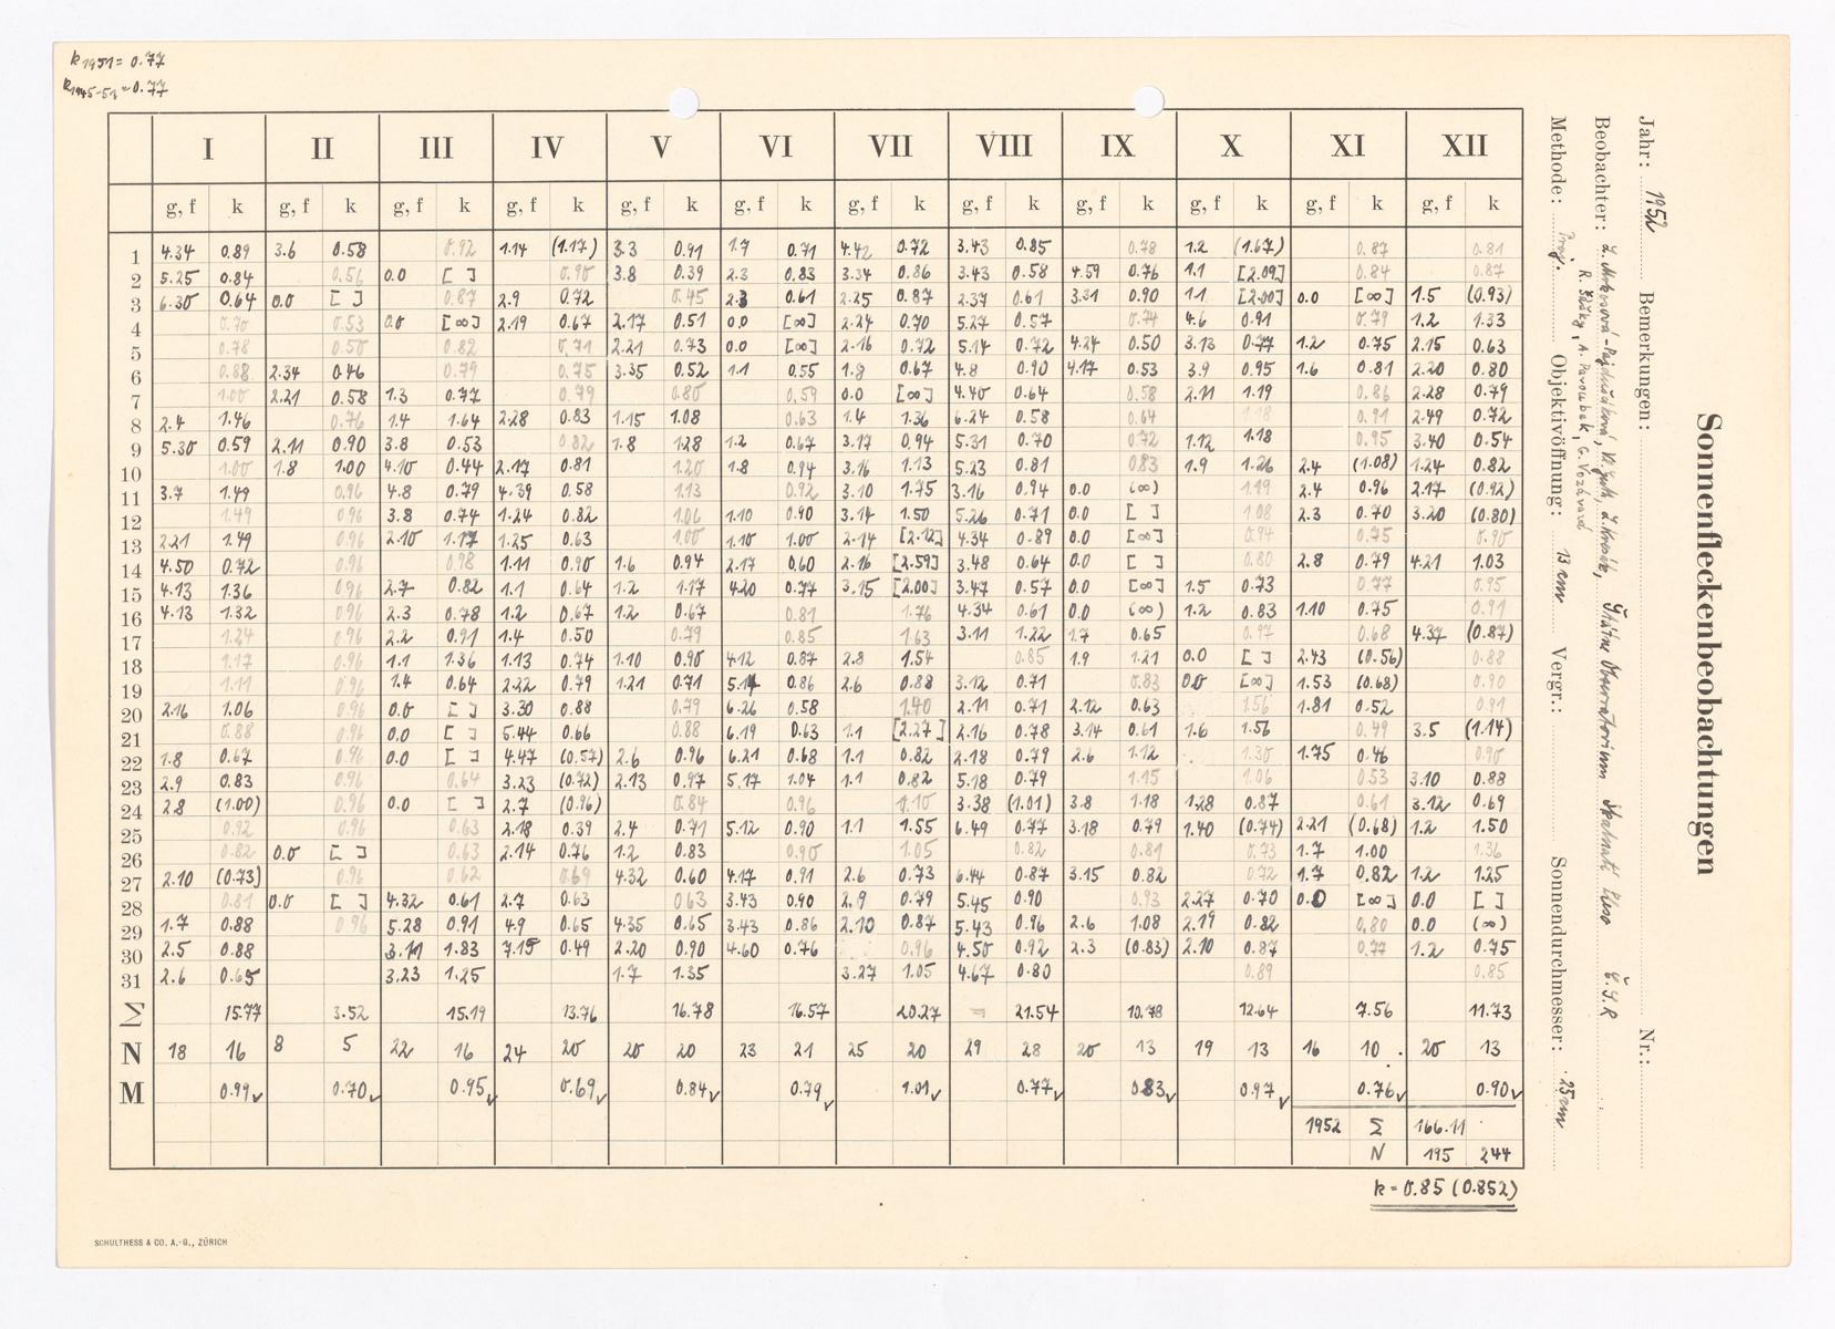 k 1951 = 0.77
k 1945-51 = 0.77
I II III IV V VI VII VIII IX X XI XII
g, f k g, f k g, f k g, f k g, f k g, f k g, f k g, f k g, f k g, f k g, f k g, f k
1 4.34 0.89 3.6 0.58 0.92 1.14 (1.17) 3.3 0.91 1.7 0.71 4.42 0.72 3.43 0.85 0.78 1.2 (1.67) 0.87 0.81
2 5.25 0.84 0.56 0.0 [ ] 0.90 3.8 0.39 2.3 0.83 3.34 0.86 3.43 0.58 4.59 0.76 1.1 [2.09] 0.84 0.87
3 6.30 0.64 0.0 [ ] 0.87 2.9 0.72 0.45 2.3 0.61 2.25 0.87 2.37 0.61 3.31 0.90 1.1 [2.00] 0.0 [∞] 1.5 (0.93)
4 0.70 0.53 0.0 [∞] 2.19 0.67 2.17 0.51 0.0 [∞] 2.24 0.70 5.27 0.57 0.74 4.6 0.91 0.79 1.2 1.33
5 0.78 0.50 0.82 0.71 2.21 0.73 0.0 [∞] 2.16 0.72 5.14 0.72 4.24 0.50 3.13 0.77 1.2 0.75 2.15 0.63
6 0.88 2.34 0.46 0.79 0.75 3.35 0.52 1.1 0.55 1.8 0.67 4.8 0.90 4.17 0.53 3.9 0.95 1.6 0.81 2.20 0.80
7 1.00 2.21 0.58 1.3 0.77 0.79 0.80 0.59 0.0 [∞] 4.40 0.64 0.58 2.11 1.19 0.86 2.28 0.79
8 2.4 1.46 0.76 1.4 1.64 2.28 0.83 1.15 1.08 0.63 1.4 1.36 6.24 0.58 0.64 1.18 0.91 2.49 0.72
9 5.30 0.59 2.11 0.90 3.8 0.53 0.82 1.8 1.28 1.2 0.67 3.17 0.94 5.31 0.70 0.72 1.12 1.18 0.95 3.40 0.54
10 1.00 1.8 1.00 4.10 0.44 2.17 0.81 1.20 1.8 0.94 3.16 1.13 5.23 0.81 0.83 1.9 1.26 2.4 (1.08) 1.24 0.82
11 3.7 1.49 0.96 4.8 0.79 4.39 0.58 1.13 0.92 3.10 1.75 3.16 0.94 0.0 (∞) 1.19 2.4 0.96 2.17 (0.92)
12 1.49 0.96 3.8 0.74 1.24 0.82 1.06 1.10 0.90 3.14 1.50 5.26 0.71 0.0 [ ] 1.08 2.3 0.70 3.20 (0.80)
13 2.21 1.49 0.96 2.10 1.17 1.25 0.63 1.00 1.10 1.00 2.14 [2.12] 4.34 0.89 0.0 [∞] 0.94 0.75 0.90
14 4.50 0.72 0.96 0.98 1.11 0.90 1.6 0.94 2.17 0.60 2.16 [2.59] 3.48 0.64 0.0 [ ] 0.80 2.8 0.79 4.21 1.03
15 4.13 1.36 0.96 2.7 0.82 1.1 0.64 1.2 1.17 4.20 0.77 3.15 [2.00] 3.47 0.57 0.0 [∞] 1.5 0.73 0.77 0.95
16 4.13 1.32 0.96 2.3 0.78 1.2 0.67 1.2 0.67 0.81 1.76 4.34 0.61 0.0 (∞) 1.2 0.83 1.10 0.75 0.91
17 1.24 0.96 2.2 0.91 1.4 0.50 0.79 0.85 1.63 3.11 1.22 1.7 0.65 0.97 0.68 4.37 (0.87)
18 1.17 0.96 1.1 1.36 1.13 0.74 1.10 0.90 4.12 0.87 2.8 1.54 0.85 1.9 1.21 0.0 [ ] 2.43 (0.56) 0.88
19 1.11 0.96 1.4 0.64 2.22 0.79 1.21 0.71 5.14 0.86 2.6 0.88 3.12 0.71 0.83 0.0 [∞] 1.53 (0.68) 0.90
20 2.16 1.06 0.96 0.0 [ ] 3.30 0.88 0.79 6.26 0.58 1.40 2.11 0.71 2.12 0.63 1.56 1.81 0.52 0.91
21 0.88 0.96 0.0 [ ] 5.44 0.66 0.88 6.19 0.63 1.1 [2.27] 2.16 0.78 3.14 0.61 1.6 1.56 0.49 3.5 (1.14)
22 1.8 0.67 0.96 0.0 [ ] 4.47 (0.57) 2.6 0.96 6.21 0.68 1.1 0.82 2.18 0.79 2.6 1.12 1.30 1.75 0.46 0.90
23 2.9 0.83 0.96 0.64 3.23 (0.72) 2.13 0.97 5.17 1.04 1.1 0.82 5.18 0.79 1.15 1.06 0.53 3.10 0.88
24 2.8 (1.00) 0.96 0.0 [ ] 2.7 (0.96) 0.84 0.96 1.10 3.38 (1.01) 3.8 1.18 1.28 0.87 0.61 3.12 0.69
25 0.92 0.96 0.63 2.18 0.39 2.4 0.71 5.12 0.90 1.1 1.55 6.49 0.77 3.18 0.79 1.40 (0.74) 2.21 (0.68) 1.2 1.50
26 0.82 0.0 [ ] 0.63 2.14 0.76 1.2 0.83 0.90 1.05 0.82 0.81 0.73 1.7 1.00 1.36
27 2.10 (0.73] 0.96 0.62 0.69 4.32 0.60 4.17 0.91 2.6 0.73 6.44 0.87 3.15 0.82 0.72 1.7 0.82 1.2 1.25
28 0.81 0.0 [ ] 4.32 0.61 2.7 0.63 0.63 3.43 0.90 2.9 0.79 5.45 0.90 0.93 2.27 0.70 0.0 [∞] 0.0 [ ]
29 1.7 0.88 0.96 5.28 0.91 4.9 0.65 4.35 0.65 3.43 0.86 2.10 0.87 5.43 0.96 2.6 1.08 2.19 0.82 0.80 0.0 (∞)
30 2.5 0.88 3.11 1.83 7.15 0.49 2.20 0.90 4.60 0.76 0.96 4.50 0.92 2.3 (0.83) 2.10 0.87 0.77 1.2 0.75
31 2.6 0.65 3.23 1.25 1.7 1.35 3.27 1.05 4.67 0.80 0.89 0.85
Σ 15.77 3.52 15.19 13.76 16.78 16.57 20.27 21.54 10.78 12.64 7.56 11.73
N 18 16 8 5 22 16 24 20 20 20 23 21 25 20 29 28 20 13 19 13 16 10 20 13
M 0.99 0.70 0.95 0.69 0.84 0.79 1.01 0.77 0.83 0.97 0.76 0.90
1952 Σ 166.11
N 195 244
k = 0.85 (0.852)
SCHULTHESS & CO. A.-G., ZÜRICH
Sonnenfleckenbeobachtungen
Jahr: 1952 Bemerkungen: Nr.:
Beobachter: Č.S.R
Methode: Proj. Objektivöffnung: 13 cm Vergr.: Sonnendurchmesser: 25 cm